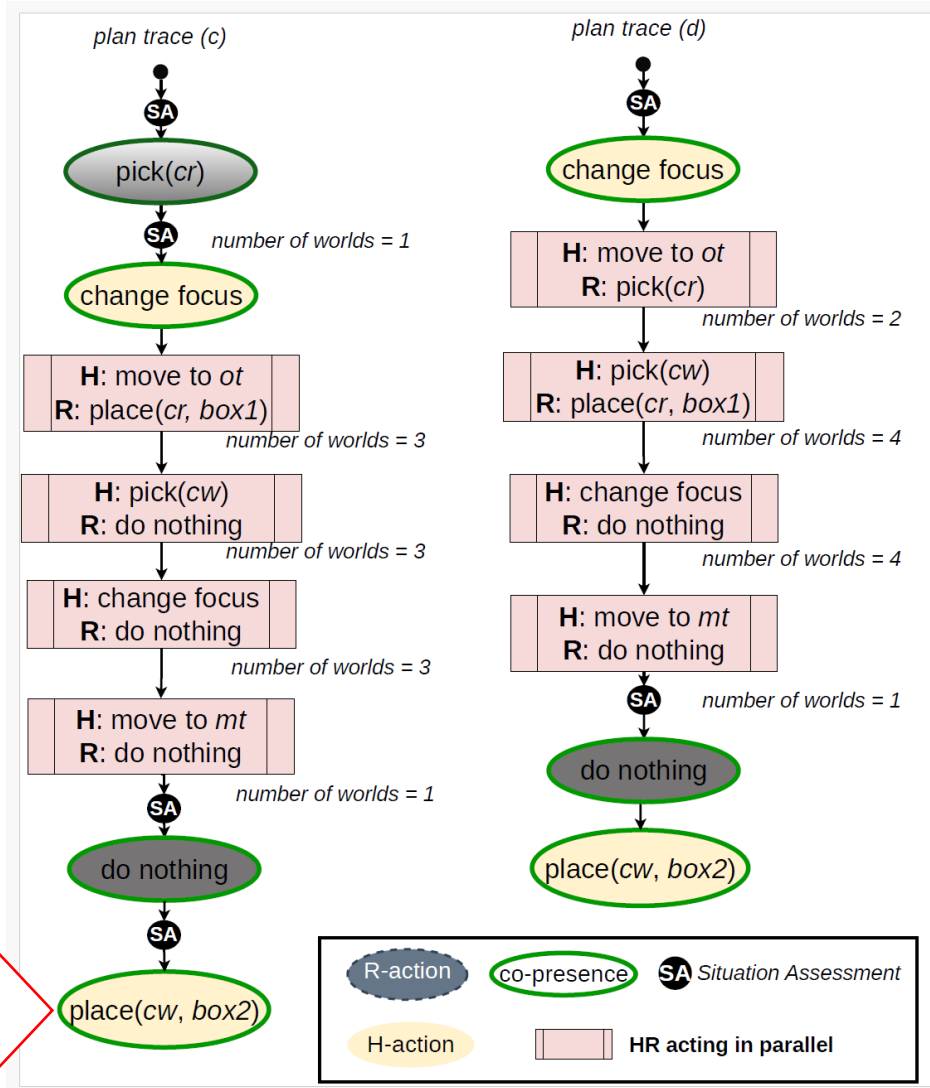 plan trace (c)
SA
pick(cr)
SA
number of worlds = 1
change focus
H: move to ot
R: place(cr, box1)
number of worlds = 3
H: pick(cw)
R: do nothing
number of worlds = 3
H: change focus
R: do nothing
number of worlds = 3
H: move to mt
R: do nothing
number of worlds = 1
SA
do nothing
SA
place(cw, box2)
plan trace (d)
SA
change focus
H: move to ot
R: pick(cr)
number of worlds = 2
H: pick(cw)
R: place(cr, box1)
number of worlds = 4
H: change focus
R: do nothing
number of worlds = 4
H: move to mt
R: do nothing
SA
number of worlds = 1
do nothing
place(cw, box2)
R-action
co-presence
SA Situation Assessment
H-action
HR acting in parallel